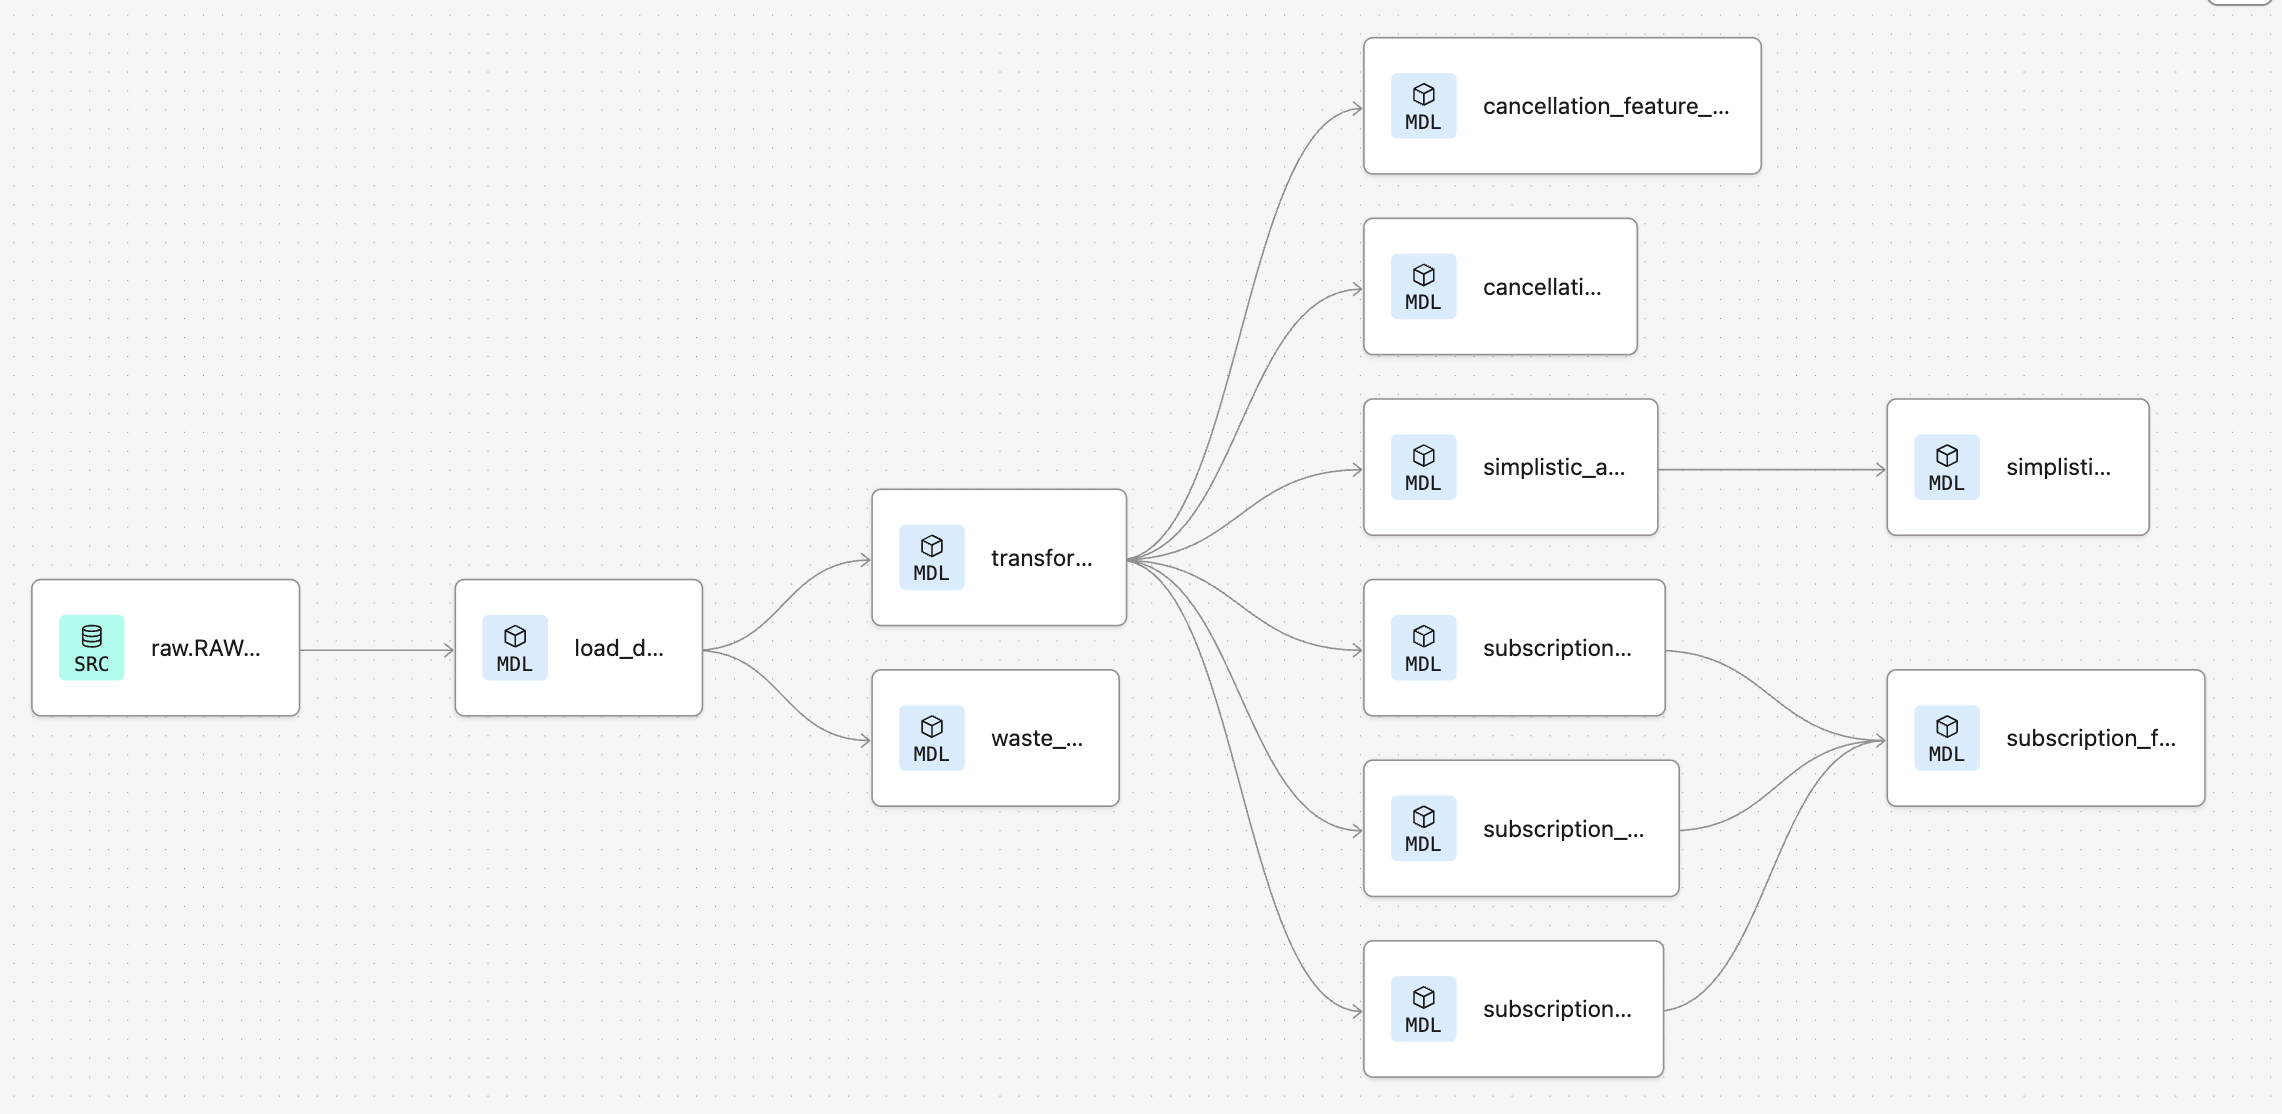 MDL
cancellation_feature_...
MDL
cancellati...
MDL
simplistic_a...
MDL
simplisti...
MDL
transfor...
SRC
raw.RAW...
MDL
load_d...
MDL
subscription...
MDL
waste_...
MDL
subscription_f...
MDL
subscription_...
MDL
subscription...